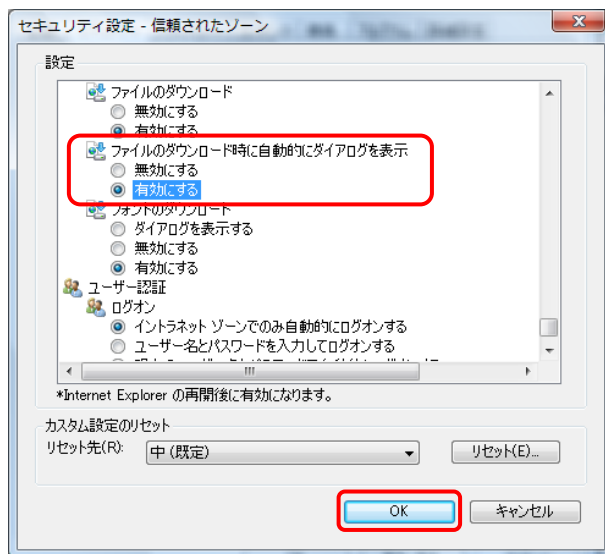 セキュリティ設定 - 信頼されたゾーン
設定
ファイルのダウンロード
無効にする
有効にする
ファイルのダウンロード時に自動的にダイアログを表示
無効にする
有効にする
フォントのダウンロード
ダイアログを表示する
無効にする
有効にする
ユーザー認証
ログオン
イントラネット ゾーンでのみ自動的にログオンする
ユーザー名とパスワードを入力してログオンする
*Internet Explorer の再開後に有効になります。
カスタム設定のリセット
リセット先(R):
中 (既定)
リセット(E)...
OK
キャンセル